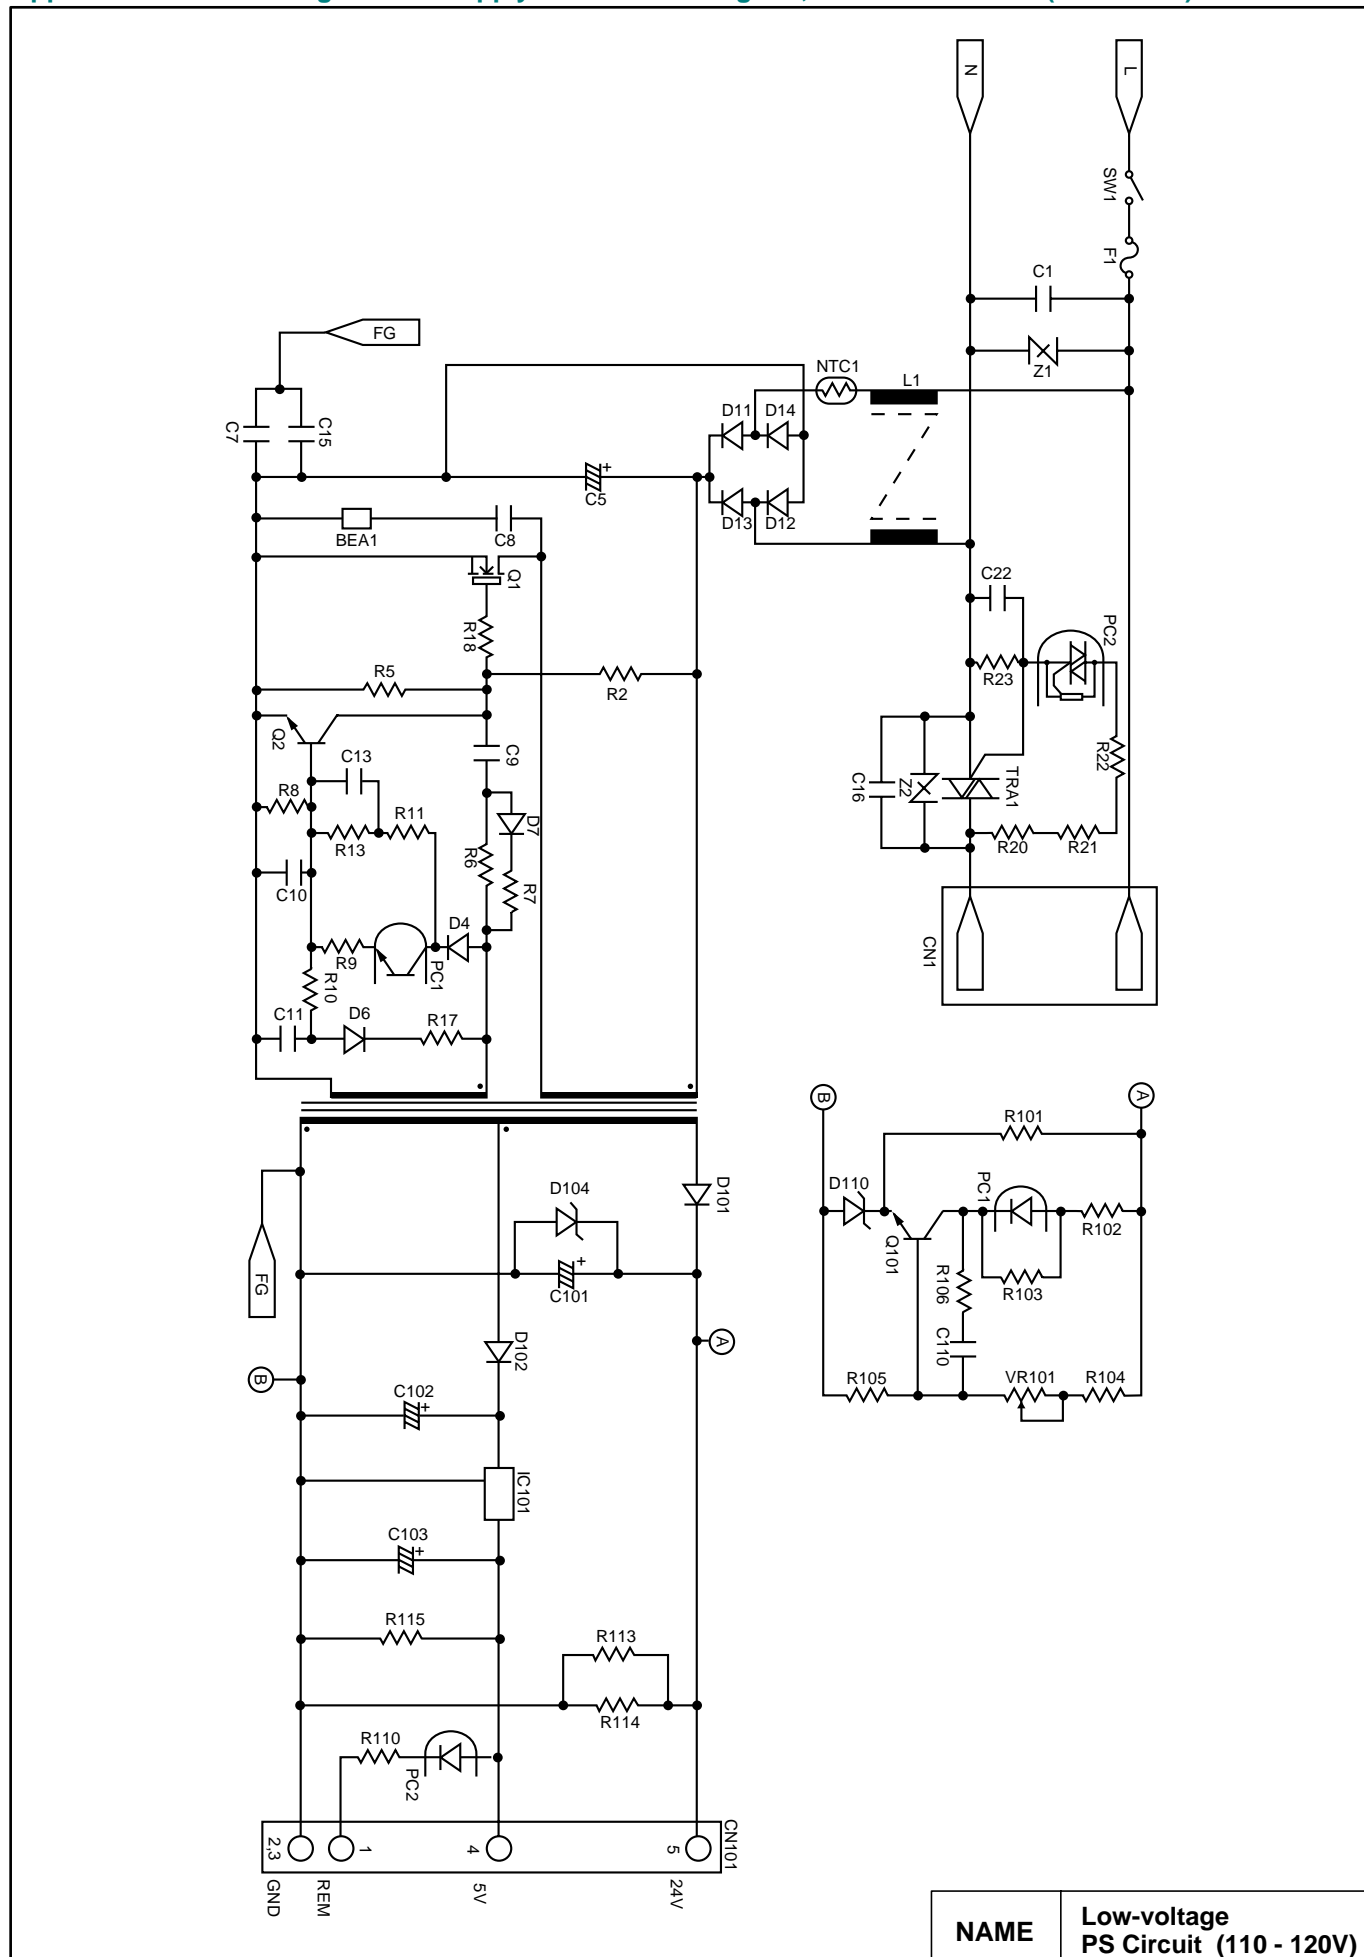 N
L
SW1
F1
C1
Z1
FG
NTC1
L1
C7
C15
D11
D14
C5
D13
D12
BEA1
C8
Q1
C22
PC2
R18
R5
R2
R23
Q2
C9
R22
C13
TRA1
Z2
C16
R8
R11
D7
R13
R6
R20
R21
C10
R7
D4
R9
PC1
CN1
R10
C11
D6
R17
B
A
R101
D110
PC1
R102
Q101
R103
R106
C110
R105
VR101
R104
D104
D101
C101
FG
D102
A
B
C102
IC101
C103
R115
R113
R114
R110
PC2
CN101
2,3
1
4
5
GND
REM
5V
24V
NAME
Low-voltage
PS Circuit (110 - 120V)